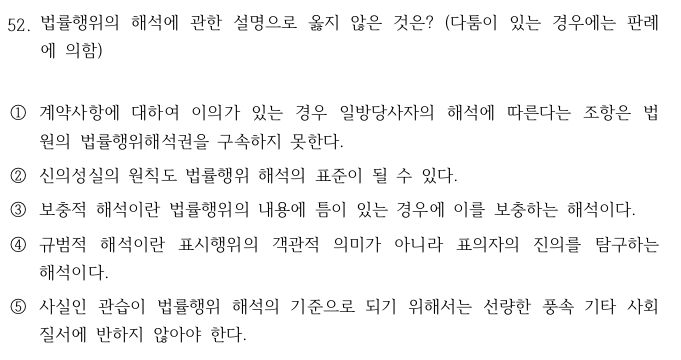 52. 법률행위의 해석에 관한 설명으로 옳지 않은 것은? (다툼이 있는 경우에는 판례
에 의함)
① 계약사항에 대하여 이의가 있는 경우 일방당사자의 해석에 따른다는 조항은 법
원의 법률행위해석권을 구속하지 못한다.
② 신의성실의 원칙도 법률행위 해석의 표준이 될 수 있다.
③ 보충적 해석이란 법률행위의 내용에 틈이 있는 경우에 이를 보충하는 해석이다.
④ 규범적 해석이란 표시행위의 객관적 의미가 아니라 표의자의 진의를 탐구하는
해석이다.
⑤ 사실인 관습이 법률행위 해석의 기준으로 되기 위해서는 선량한 풍속 기타 사회
질서에 반하지 않아야 한다.